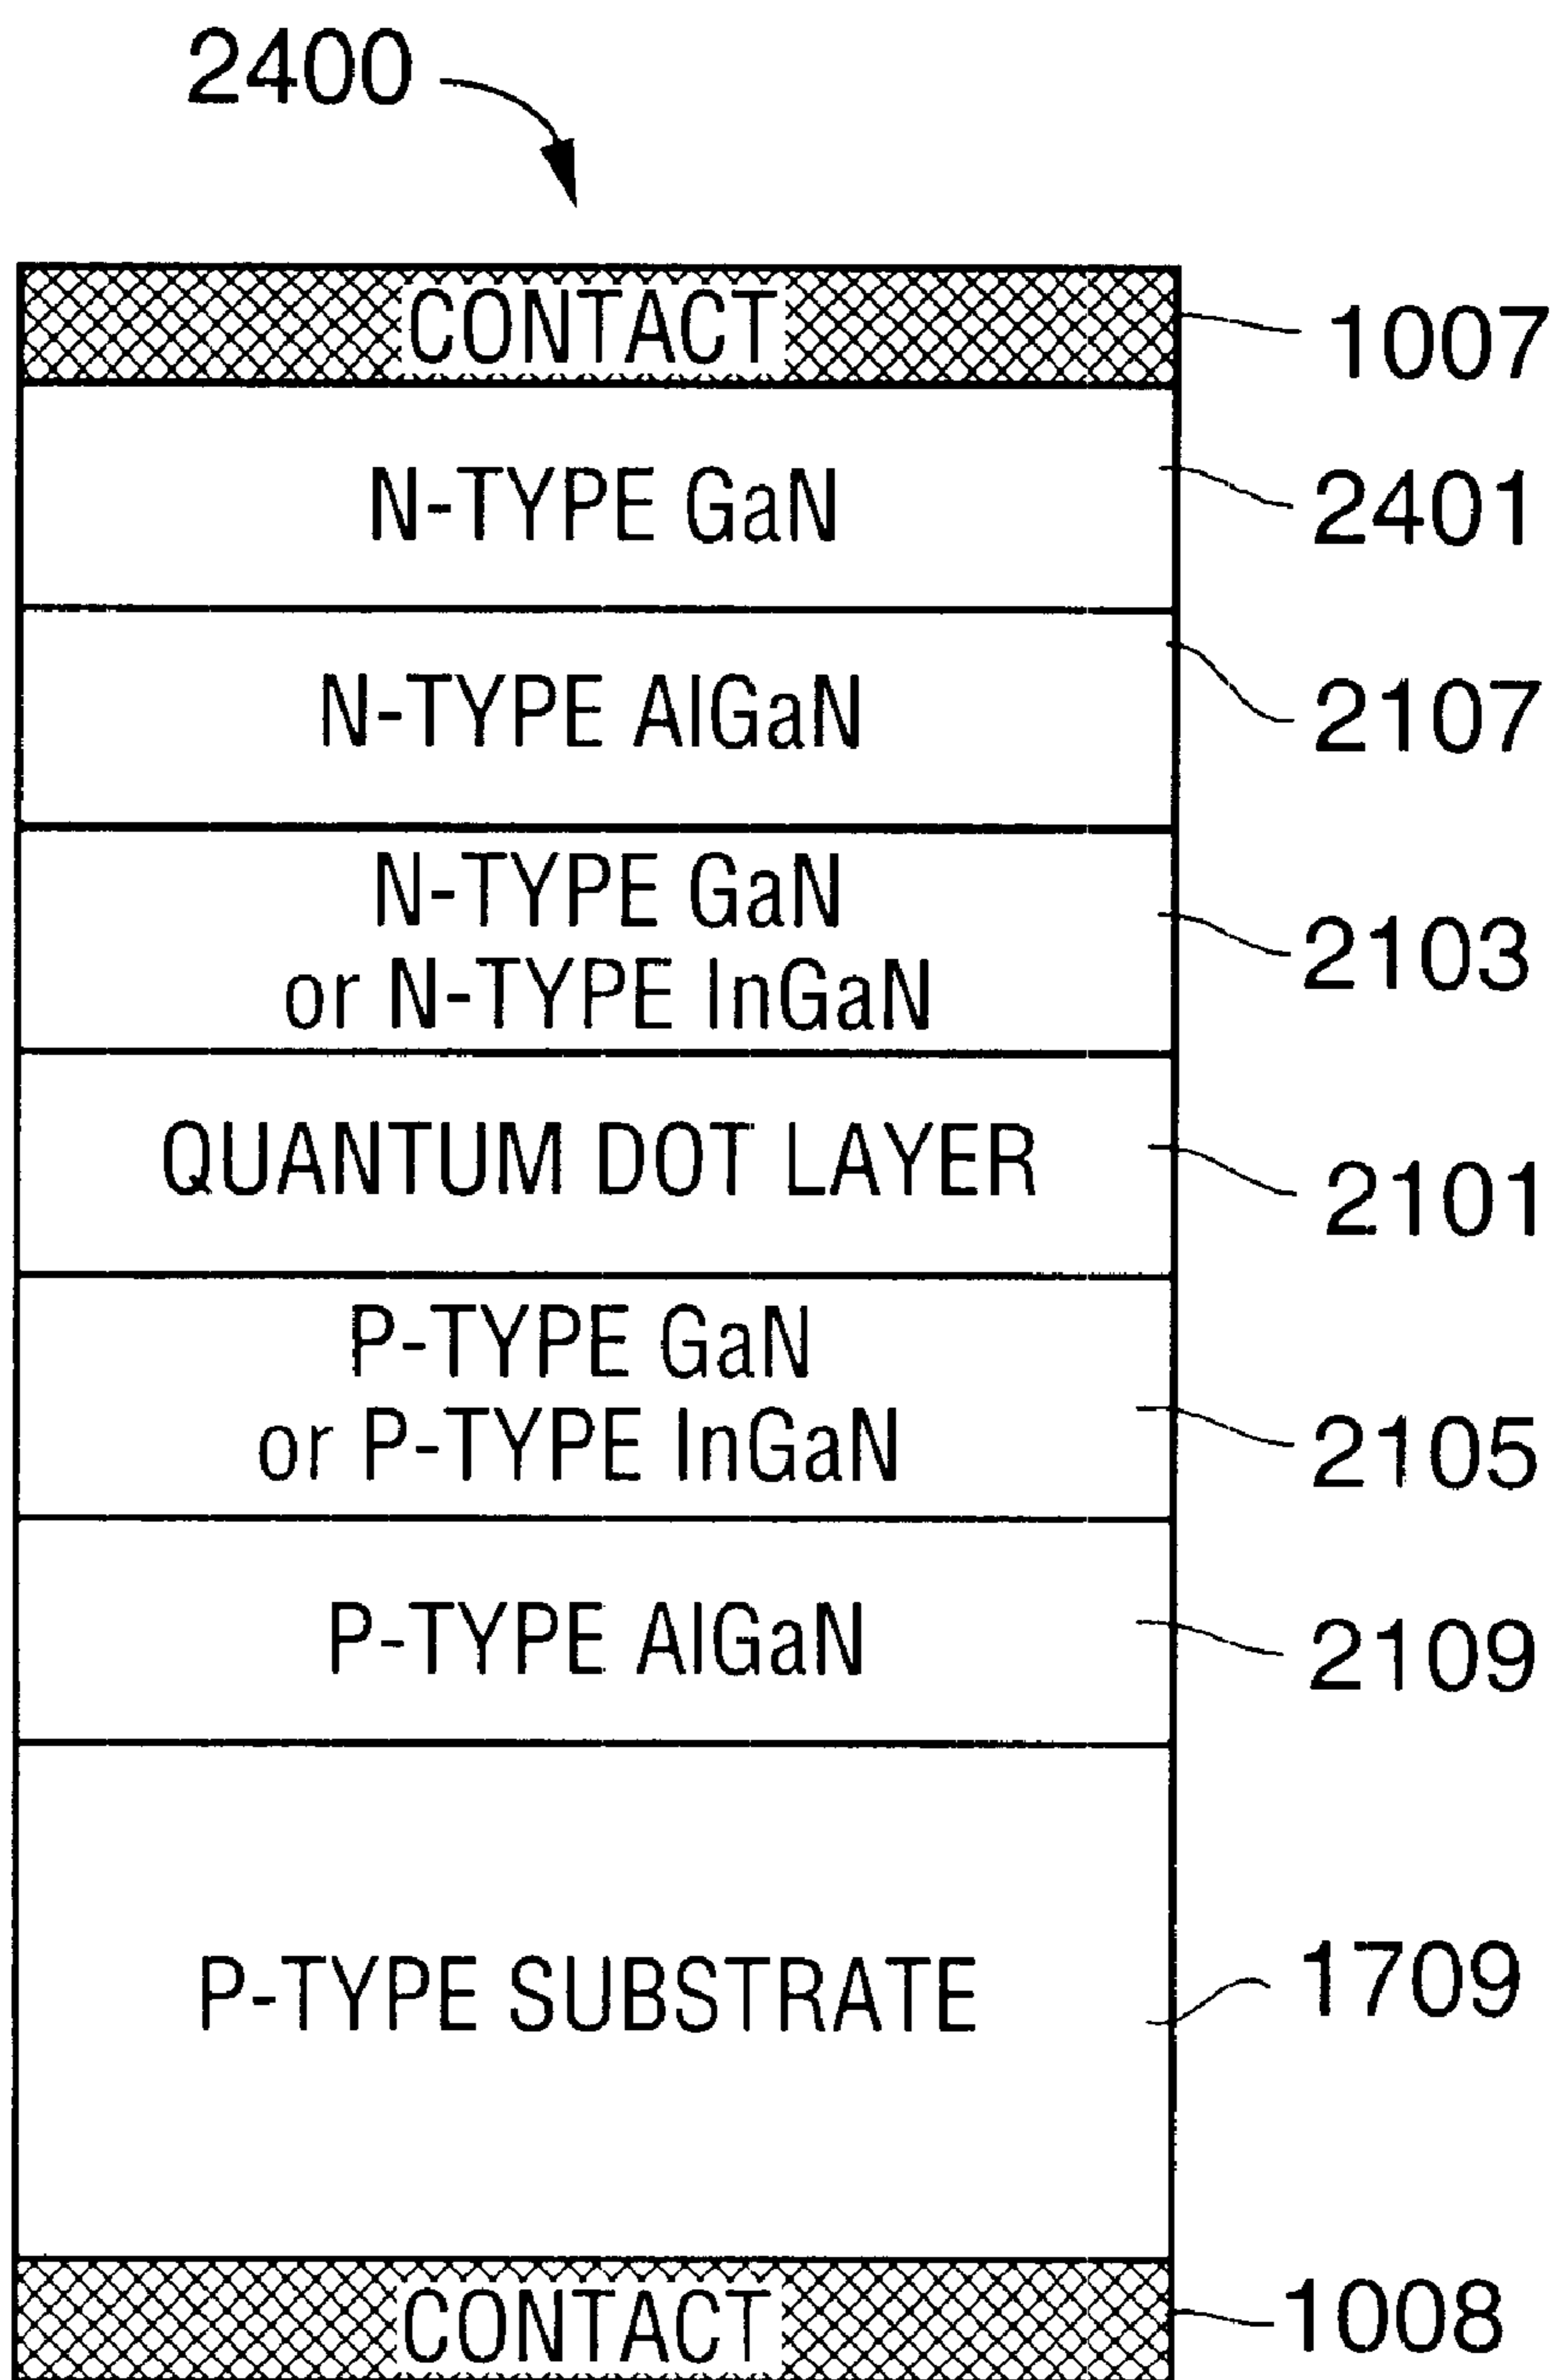 2400
CONTACT
1007
N-TYPE GaN
2401
N-TYPE AlGaN
2107
N-TYPE GaN
or N-TYPE InGaN
2103
QUANTUM DOT LAYER
2101
P-TYPE GaN
or P-TYPE InGaN
2105
P-TYPE AlGaN
2109
P-TYPE SUBSTRATE
1709
CONTACT
1008